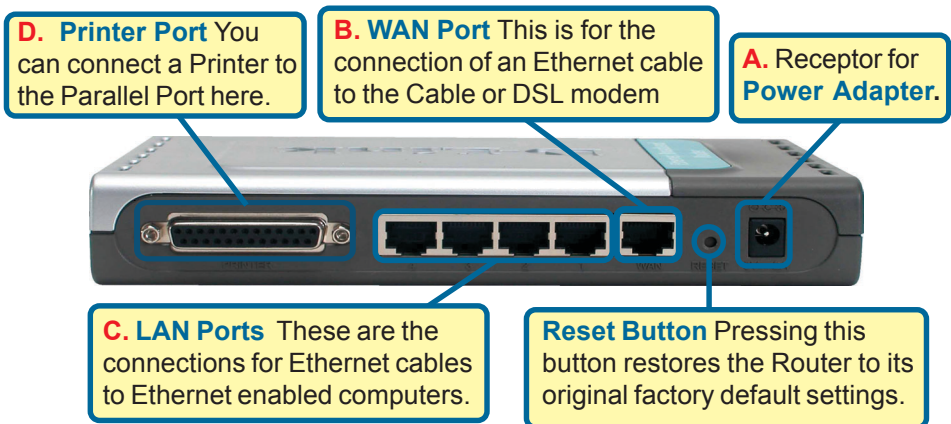 D. Printer Port You
can connect a Printer to
the Parallel Port here.
B. WAN Port This is for the
connection of an Ethernet cable
to the Cable or DSL modem
A. Receptor for
Power Adapter.
C. LAN Ports These are the
connections for Ethernet cables
to Ethernet enabled computers.
Reset Button Pressing this
button restores the Router to its
original factory default settings.